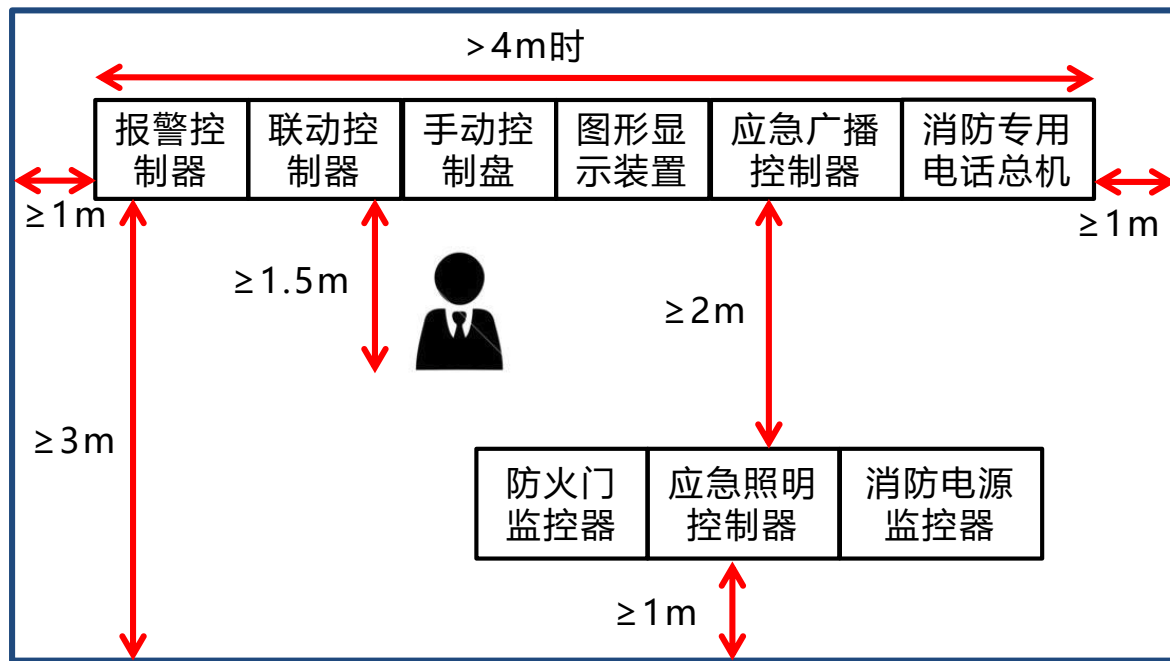 >4m时
报警控
制器
联动控
制器
手动控
制盘
图形显
示装置
应急广播
控制器
消防专用
电话总机
≥1m
≥1m
≥1.5m
≥2m
≥3m
防火门
监控器
应急照明
控制器
消防电源
监控器
≥1m